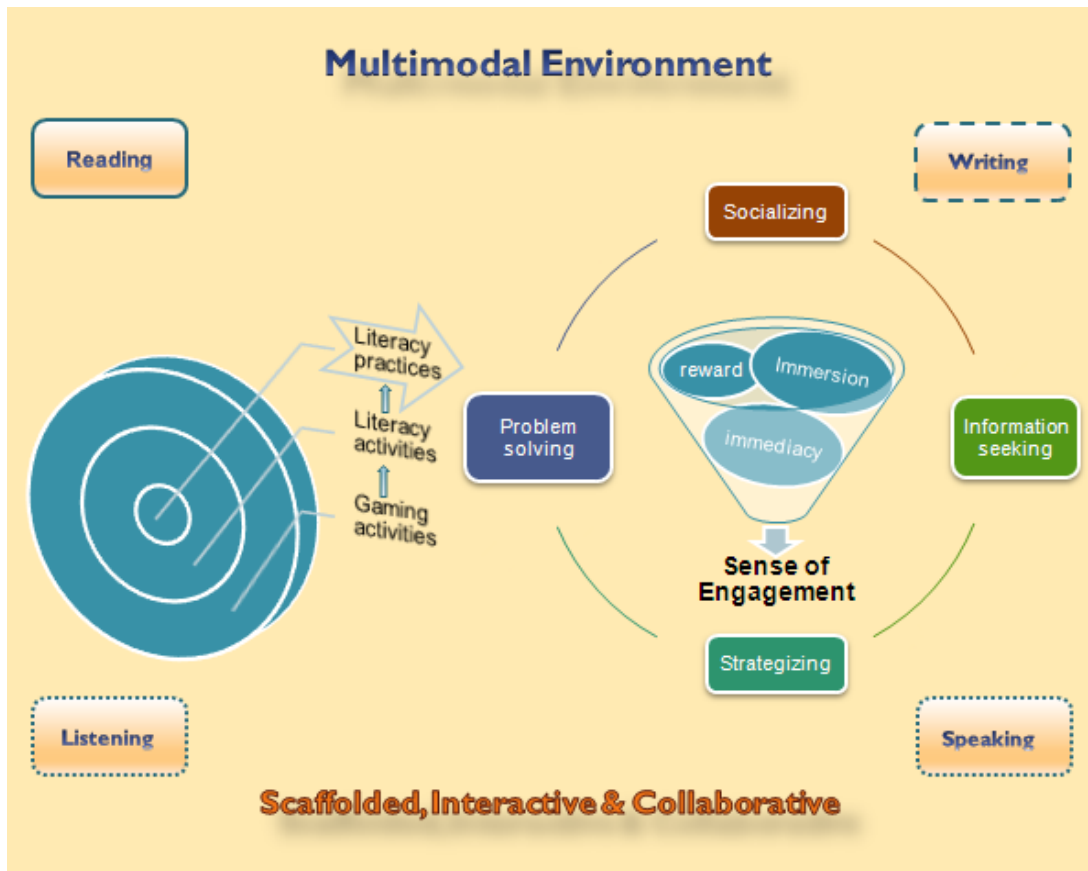 Multimodal Environment
Reading
Writing
Socializing
Literacy
practices
reward
Immersion
Problem
solving
Literacy
activities
immediacy
Information
seeking
Gaming
activities
Sense of
Engagement
Strategizing
Listening
Speaking
Scaffolded, Interactive & Collaborative